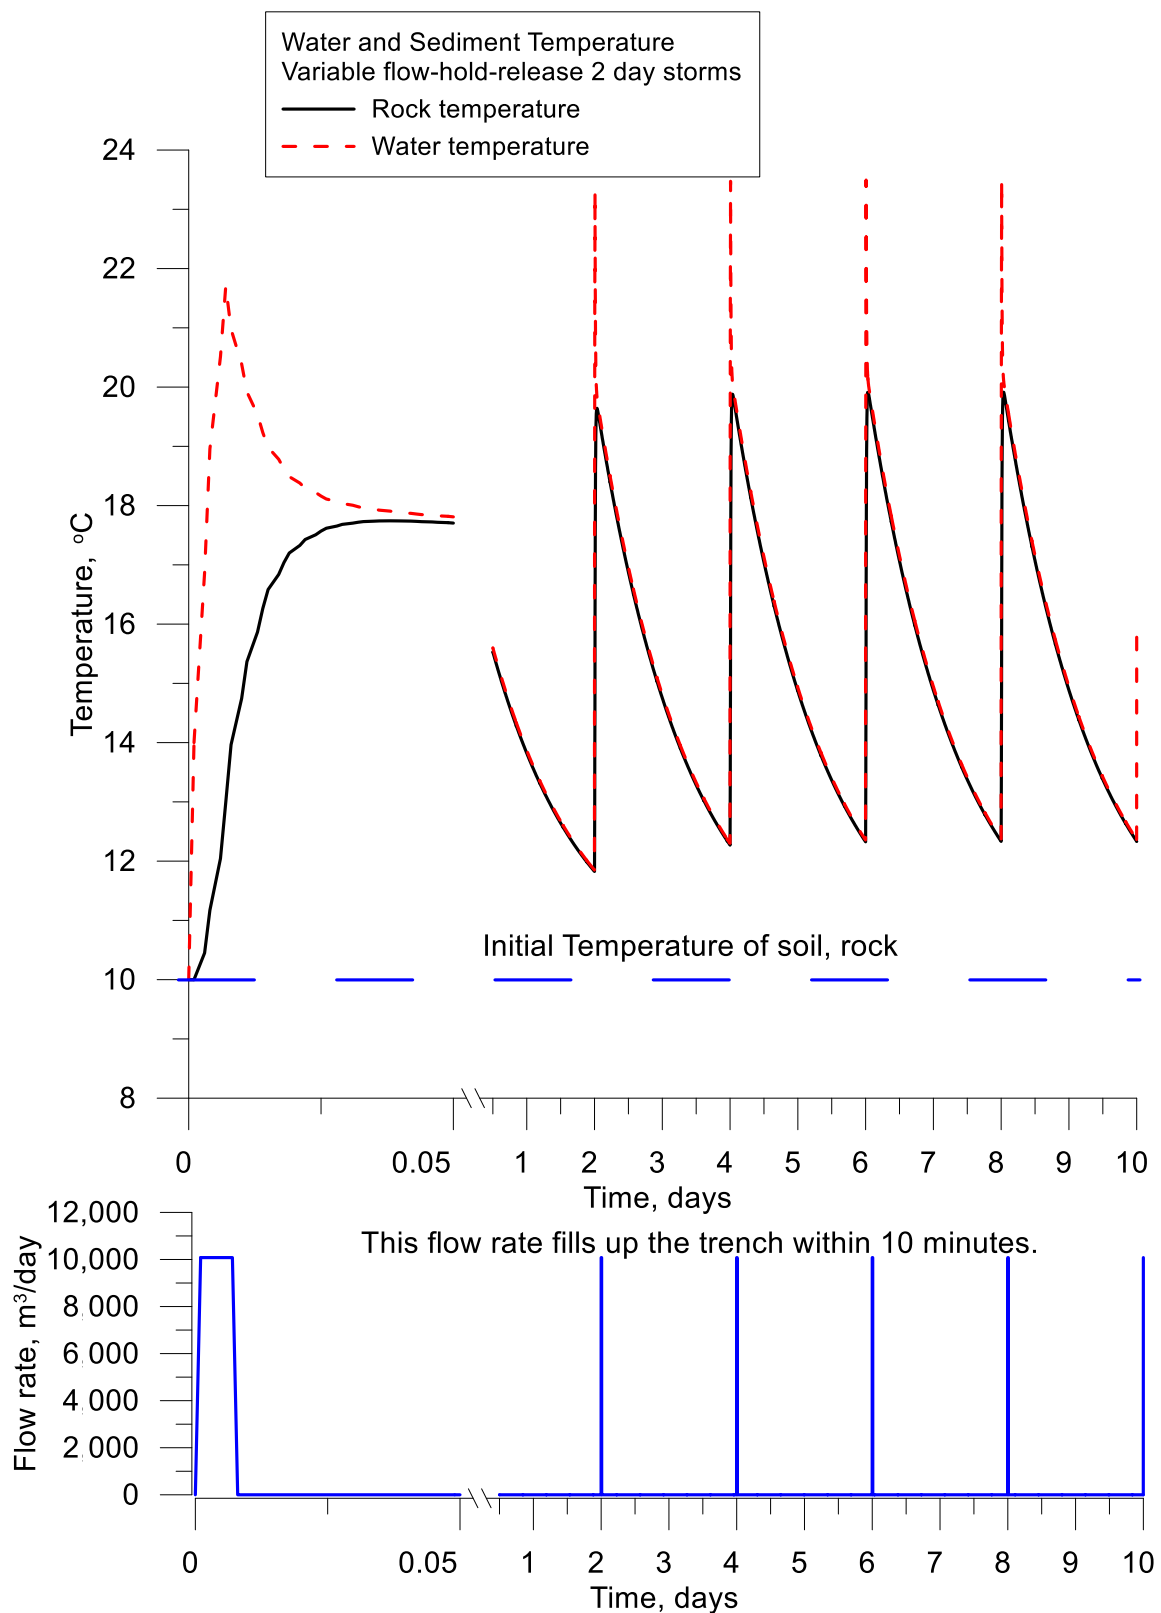 Water and Sediment Temperature
Variable flow-hold-release 2 day storms
Rock temperature
Water temperature
24
22
20
18
16
14
12
10
8
Temperature, °C
Initial Temperature of soil, rock
0 0.05 1 2 3 4 5 6 7 8 9 10
Time, days
12,000
10,000
8,000
6,000
4,000
2,000
0
Flow rate, m³/day
This flow rate fills up the trench within 10 minutes.
0 0.05 1 2 3 4 5 6 7 8 9 10
Time, days